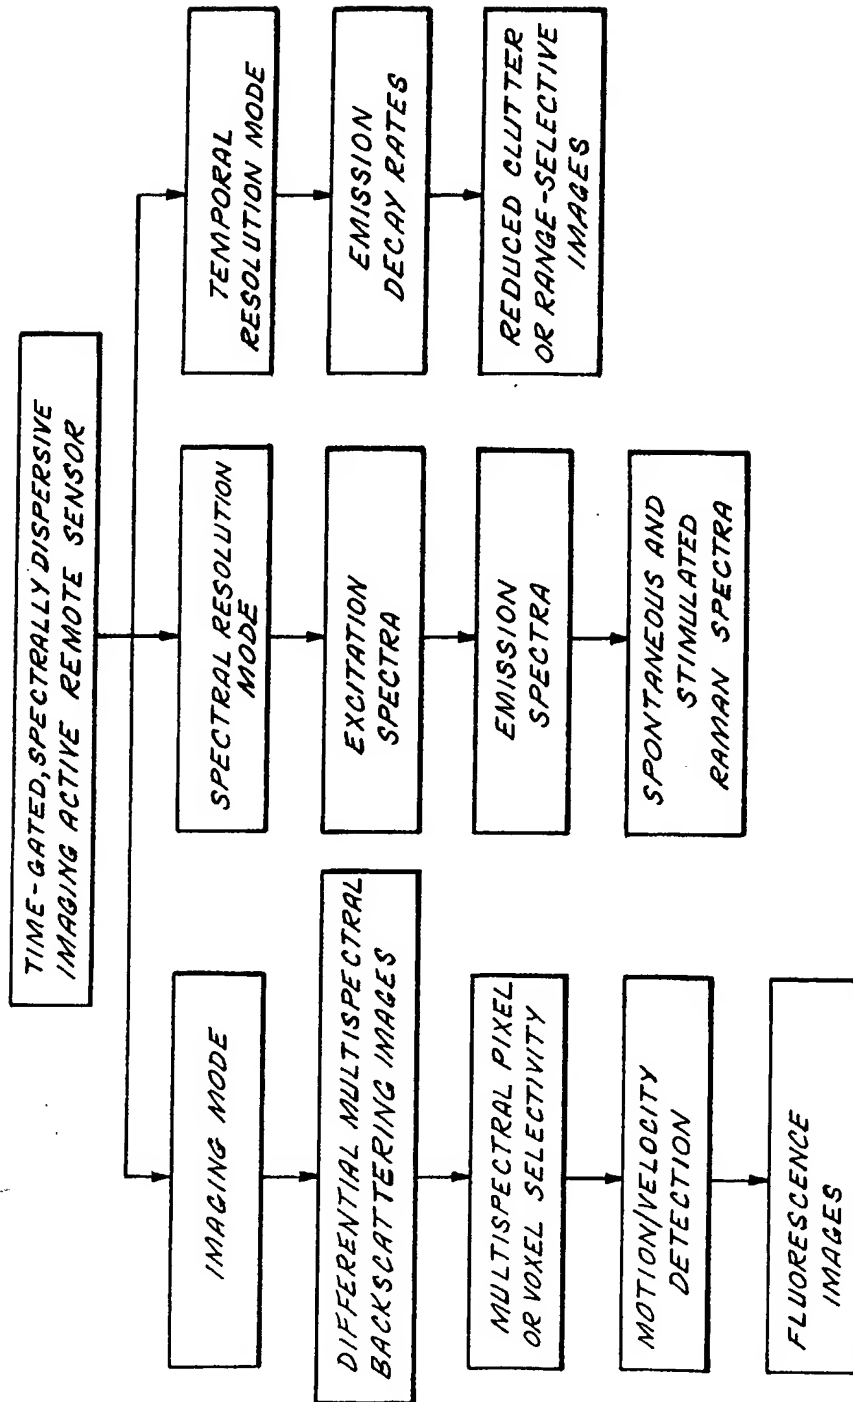 TIME-GATED, SPECTRALLY DISPERSIVE
IMAGING ACTIVE REMOTE SENSOR
IMAGING MODE
DIFFERENTIAL MULTISPECTRAL
BACKSCATTERING IMAGES
MULTISPECTRAL PIXEL
OR VOXEL SELECTIVITY
MOTION/VELOCITY
DETECTION
FLUORESCENCE
IMAGES
SPECTRAL RESOLUTION
MODE
EXCITATION
SPECTRA
EMISSION
SPECTRA
SPONTANEOUS AND
STIMULATED
RAMAN SPECTRA
TEMPORAL
RESOLUTION MODE
EMISSION
DECAY RATES
REDUCED CLUTTER
OR RANGE-SELECTIVE
IMAGES